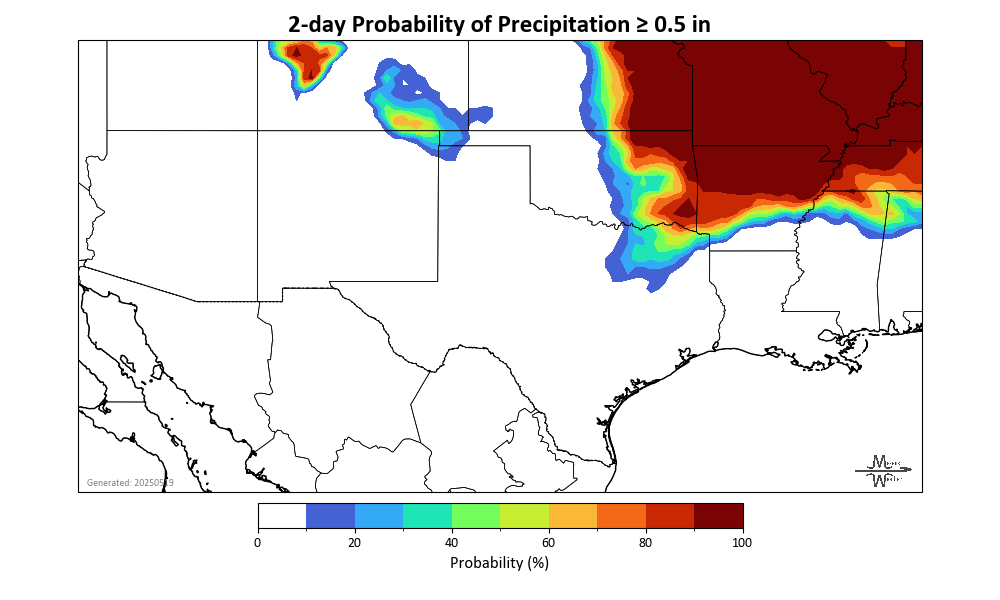 2-day Probability of Precipitation ≥ 0.5 in
Generated: 20250519
0 20 40 60 80 100
Probability (%)